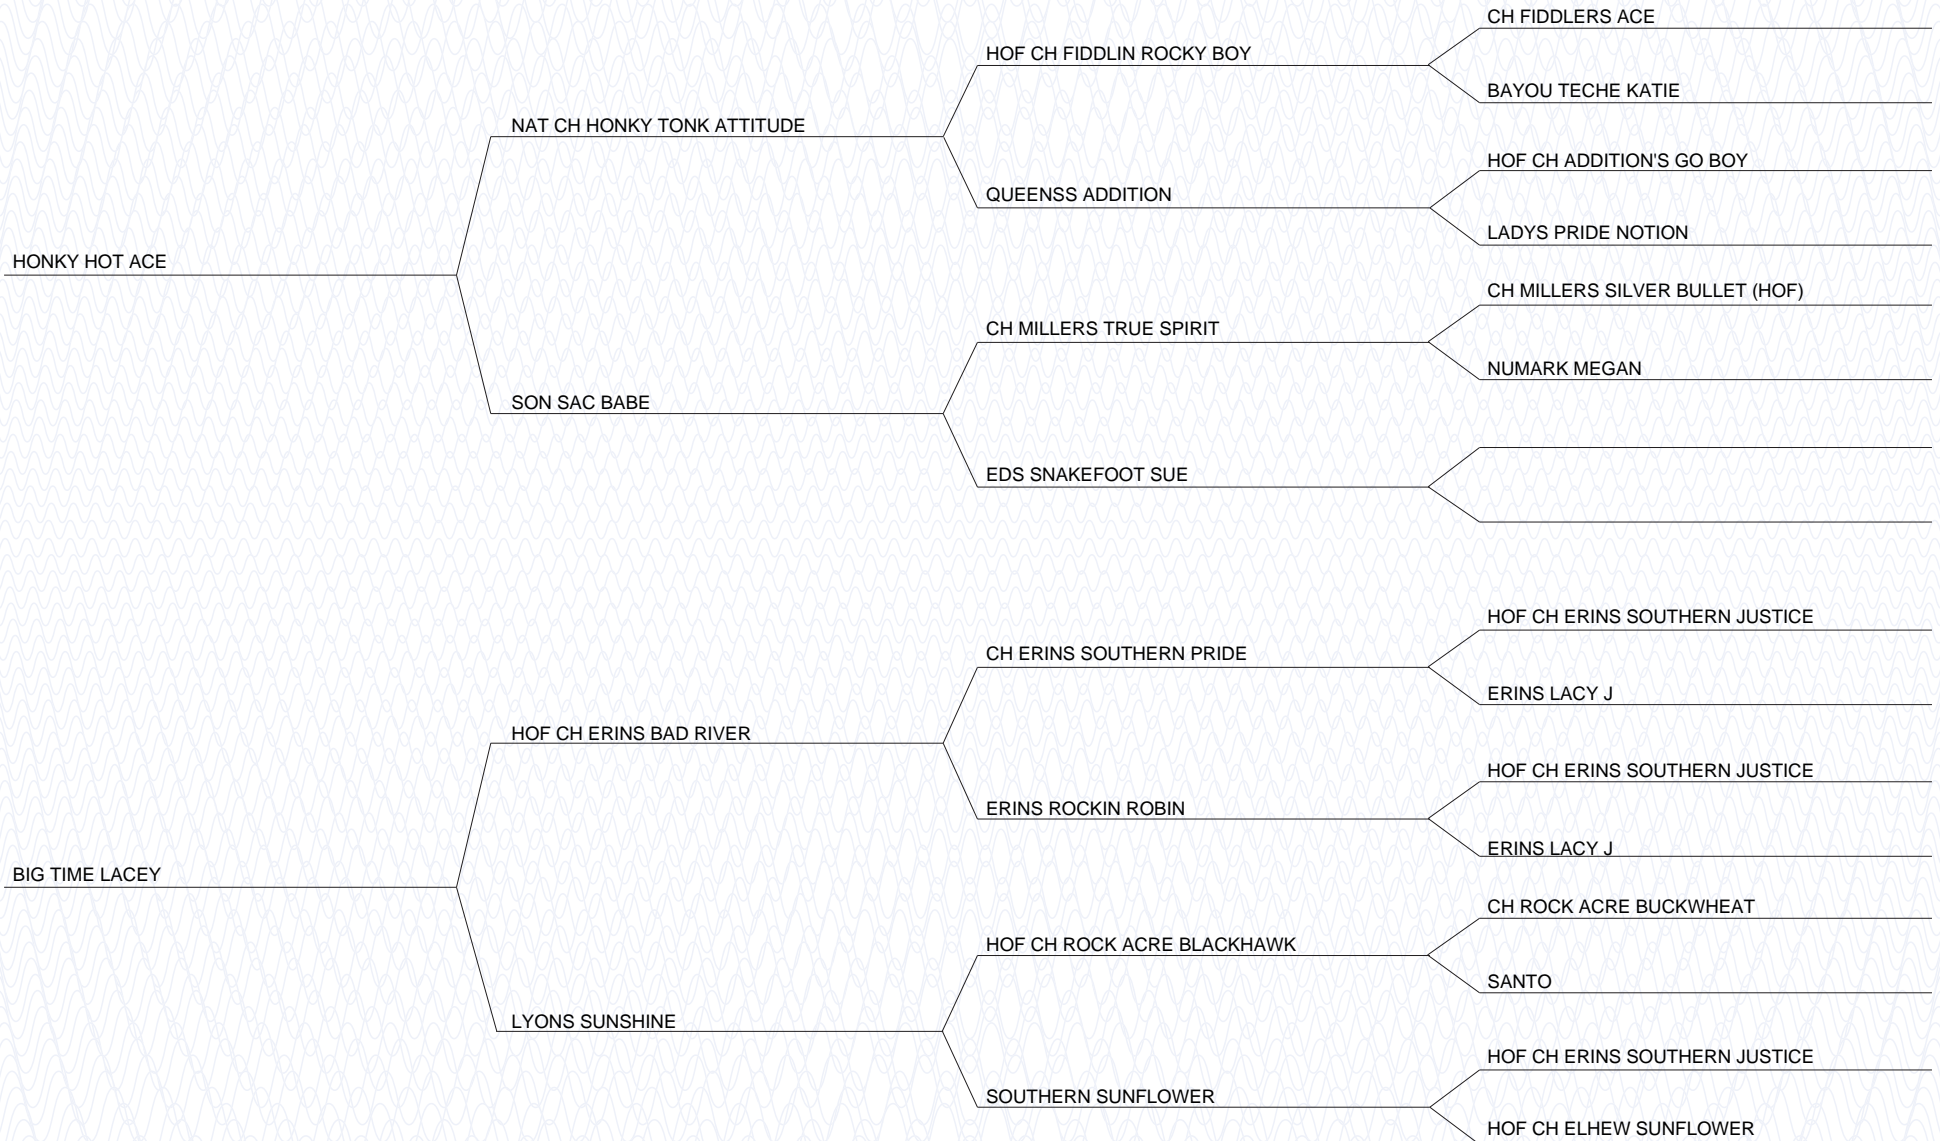 CH FIDDLERS ACE
HOF CH FIDDLIN ROCKY BOY
BAYOU TECHE KATIE
NAT CH HONKY TONK ATTITUDE
HOF CH ADDITION'S GO BOY
QUEENSS ADDITION
LADYS PRIDE NOTION
HONKY HOT ACE
CH MILLERS SILVER BULLET (HOF)
CH MILLERS TRUE SPIRIT
NUMARK MEGAN
SON SAC BABE
EDS SNAKEFOOT SUE
HOF CH ERINS SOUTHERN JUSTICE
CH ERINS SOUTHERN PRIDE
ERINS LACY J
HOF CH ERINS BAD RIVER
HOF CH ERINS SOUTHERN JUSTICE
ERINS ROCKIN ROBIN
ERINS LACY J
BIG TIME LACEY
CH ROCK ACRE BUCKWHEAT
HOF CH ROCK ACRE BLACKHAWK
SANTO
LYONS SUNSHINE
HOF CH ERINS SOUTHERN JUSTICE
SOUTHERN SUNFLOWER
HOF CH ELHEW SUNFLOWER